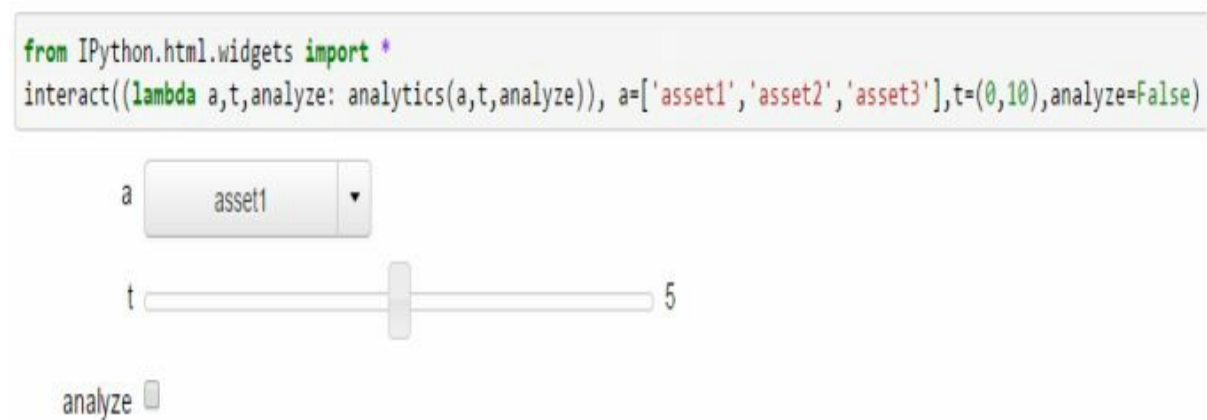 from IPython.html.widgets import *
interact((lambda a,t,analyze: analytics(a,t,analyze)), a=['asset1','asset2','asset3'],t=(0,10),analyze=False)
a asset1
t 5
analyze